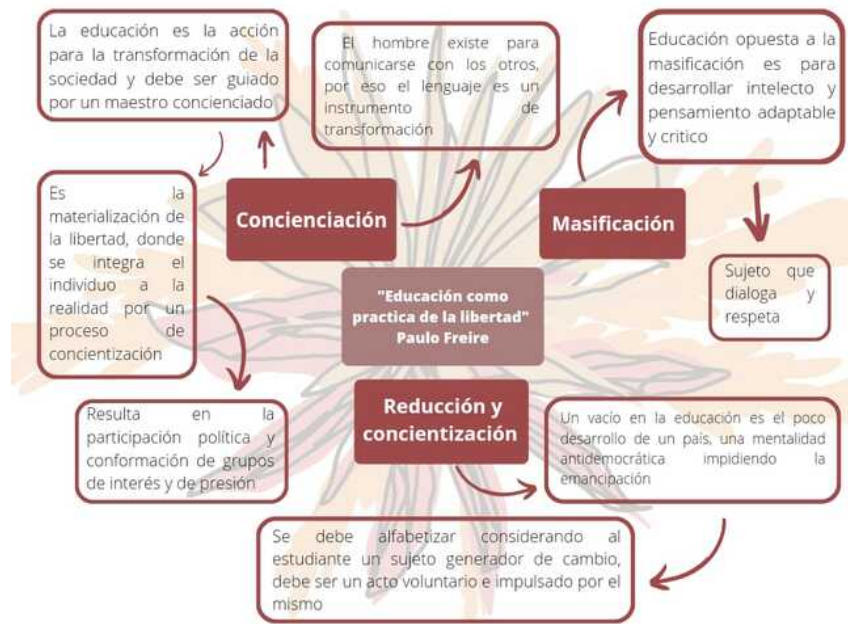 La educación es la acción
para la transformación de la
sociedad y debe ser guiado
por un maestro concienciado
El hombre existe para
comunicarse con los otros,
por eso el lenguaje es un
instrumento de
transformación
Educación opuesta a la
masificación es para
desarrollar intelecto y
pensamiento adaptable
y critico
Es la
materialización de
la libertad, donde
se integra el
individuo a la
realidad por un
proceso de
concientización
Concienciación
Masificación
Sujeto que
dialoga y
respeta
"Educación como
practica de la libertad"
Paulo Freire
Resulta en la
participación política y
conformación de grupos
de interés y de presión
Reducción y
concientización
Un vacío en la educación es el poco
desarrollo de un país, una mentalidad
antidemocrática impidiendo la
emancipación
Se debe alfabetizar considerando al
estudiante un sujeto generador de cambio,
debe ser un acto voluntario e impulsado por el
mismo